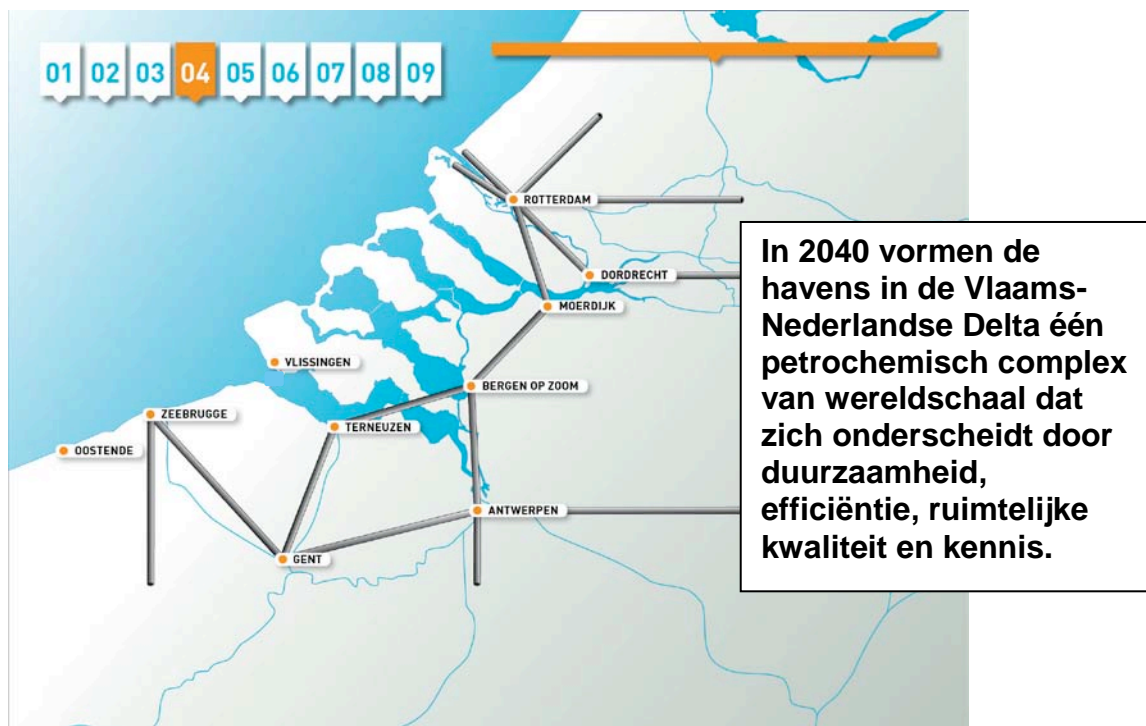 01 02 03 04 05 06 07 08 09
ROTTERDAM
DORDRECHT
MOERDIJK
VLISSINGEN
BERGEN OP ZOOM
ZEEBRUGGE
TERNEUZEN
OOSTENDE
ANTWERPEN
GENT
In 2040 vormen de
havens in de Vlaams-
Nederlandse Delta één
petrochemisch complex
van wereldschaal dat
zich onderscheidt door
duurzaamheid,
efficiëntie, ruimtelijke
kwaliteit en kennis.